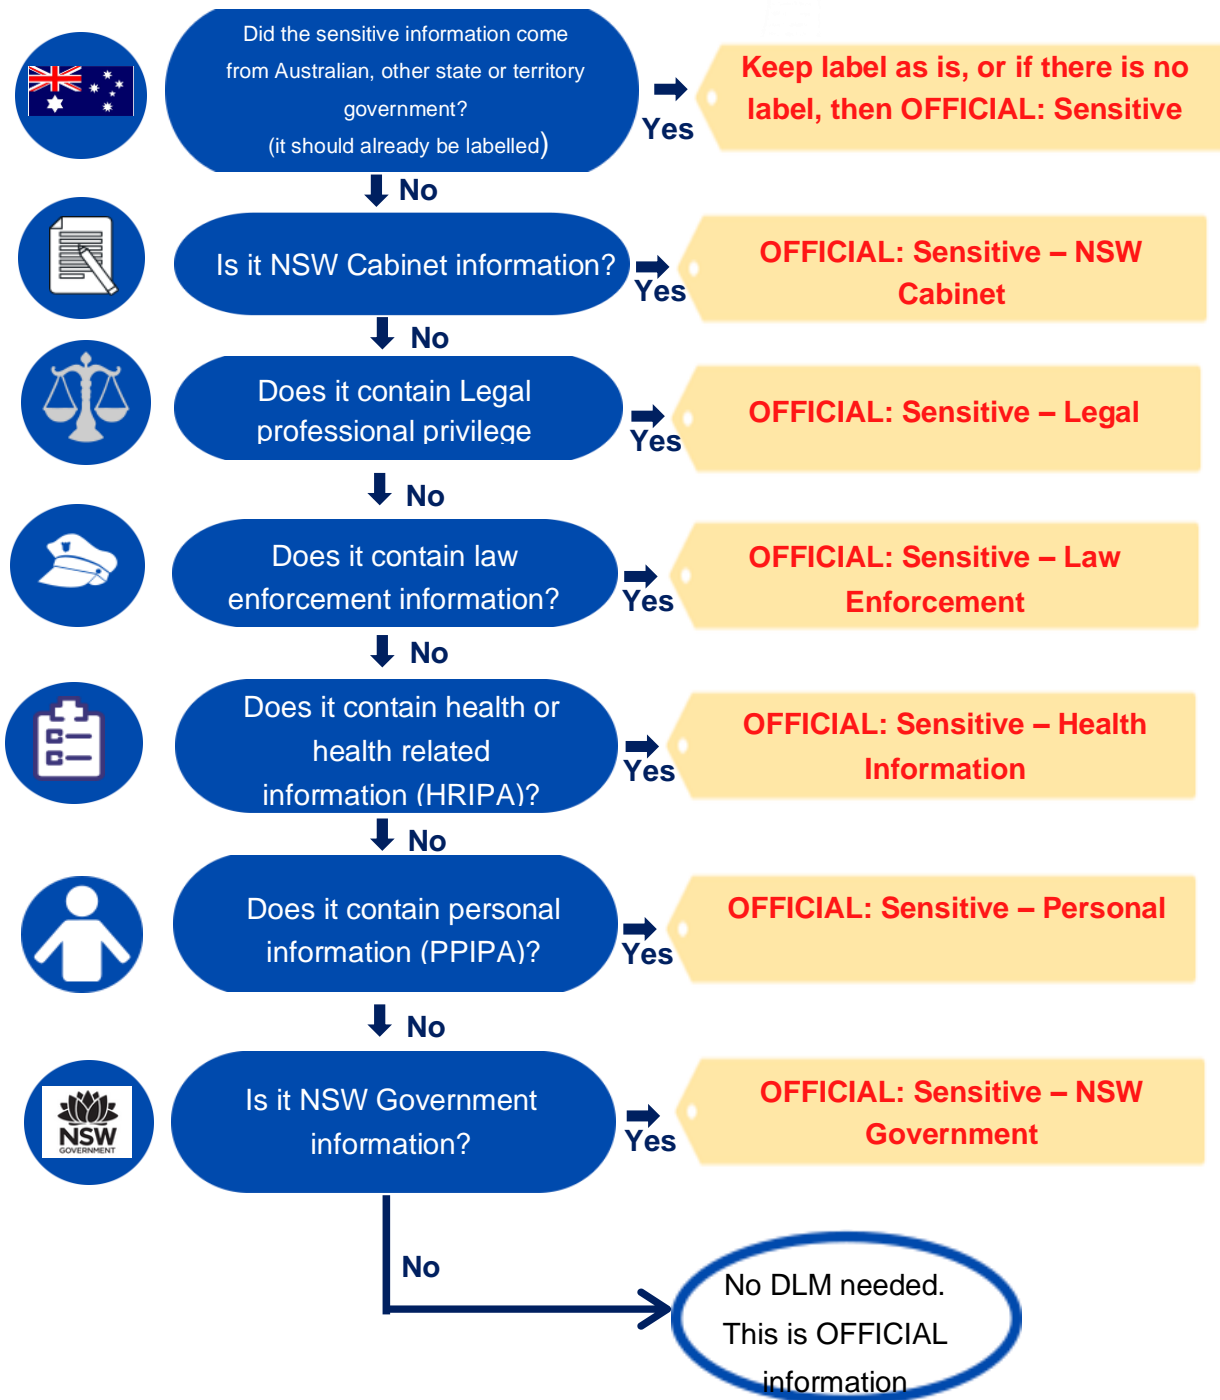 Did the sensitive information come
from Australian, other state or territory
government?
(it should already be labelled)
Yes
Keep label as is, or if there is no
label, then OFFICIAL: Sensitive
No
Is it NSW Cabinet information?
Yes
OFFICIAL: Sensitive – NSW
Cabinet
No
Does it contain Legal
professional privilege
Yes
OFFICIAL: Sensitive – Legal
No
Does it contain law
enforcement information?
Yes
OFFICIAL: Sensitive – Law
Enforcement
No
Does it contain health or
health related
information (HRIPA)?
Yes
OFFICIAL: Sensitive – Health
Information
No
Does it contain personal
information (PPIPA)?
Yes
OFFICIAL: Sensitive – Personal
No
NSW
GOVERNMENT
Is it NSW Government
information?
Yes
OFFICIAL: Sensitive – NSW
Government
No
No DLM needed.
This is OFFICIAL
information